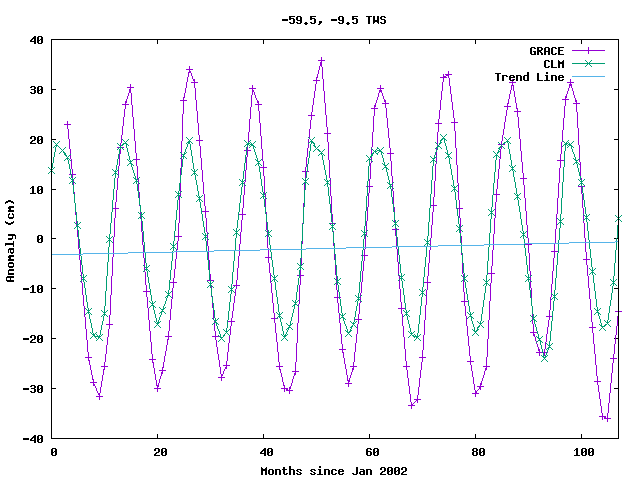 -59.5, -9.5 TWS
GRACE
CLM
Trend Line
40
30
20
10
0
-10
-20
-30
-40
Anomaly (cm)
0 20 40 60 80 100
Months since Jan 2002